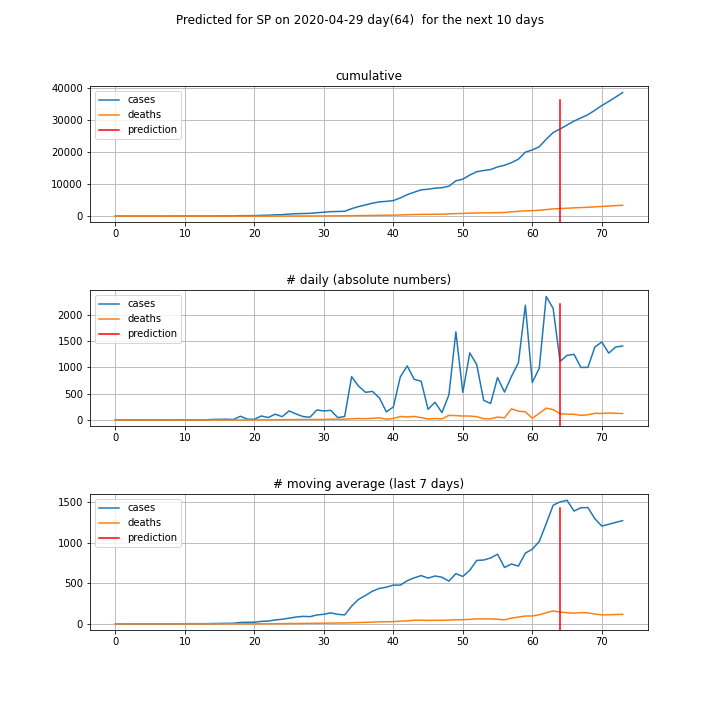 Predicted for SP on 2020-04-29 day(64)  for the next 10 days
cumulative
40000
30000
20000
10000
0
cases
deaths
prediction
0 10 20 30 40 50 60 70
# daily (absolute numbers)
2000
1500
1000
500
0
cases
deaths
prediction
0 10 20 30 40 50 60 70
# moving average (last 7 days)
1500
1000
500
0
cases
deaths
prediction
0 10 20 30 40 50 60 70